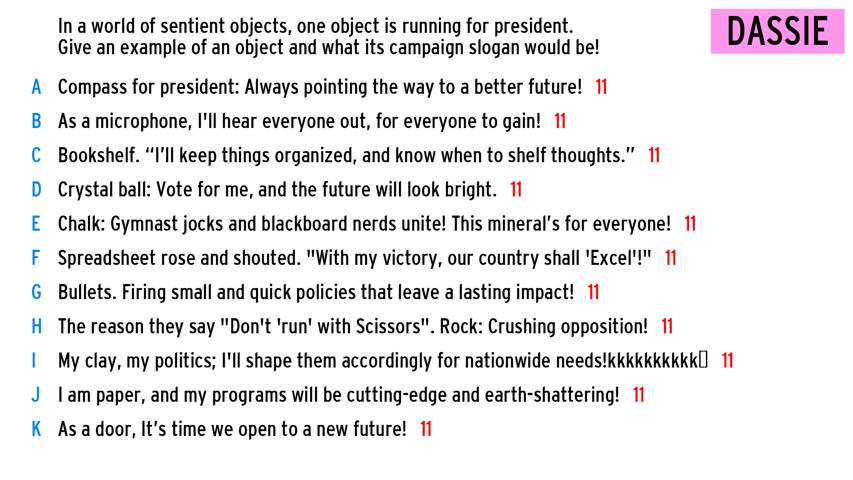 In a world of sentient objects, one object is running for president.
Give an example of an object and what its campaign slogan would be!
DASSIE
A Compass for president: Always pointing the way to a better future! 11
B As a microphone, I'll hear everyone out, for everyone to gain! 11
C Bookshelf. “I’ll keep things organized, and know when to shelf thoughts.” 11
D Crystal ball: Vote for me, and the future will look bright. 11
E Chalk: Gymnast jocks and blackboard nerds unite! This mineral’s for everyone! 11
F Spreadsheet rose and shouted. "With my victory, our country shall 'Excel'!" 11
G Bullets. Firing small and quick policies that leave a lasting impact! 11
H The reason they say "Don't 'run' with Scissors". Rock: Crushing opposition! 11
I My clay, my politics; I'll shape them accordingly for nationwide needs!kkkkkkkkkk▯ 11
J I am paper, and my programs will be cutting-edge and earth-shattering! 11
K As a door, It’s time we open to a new future! 11